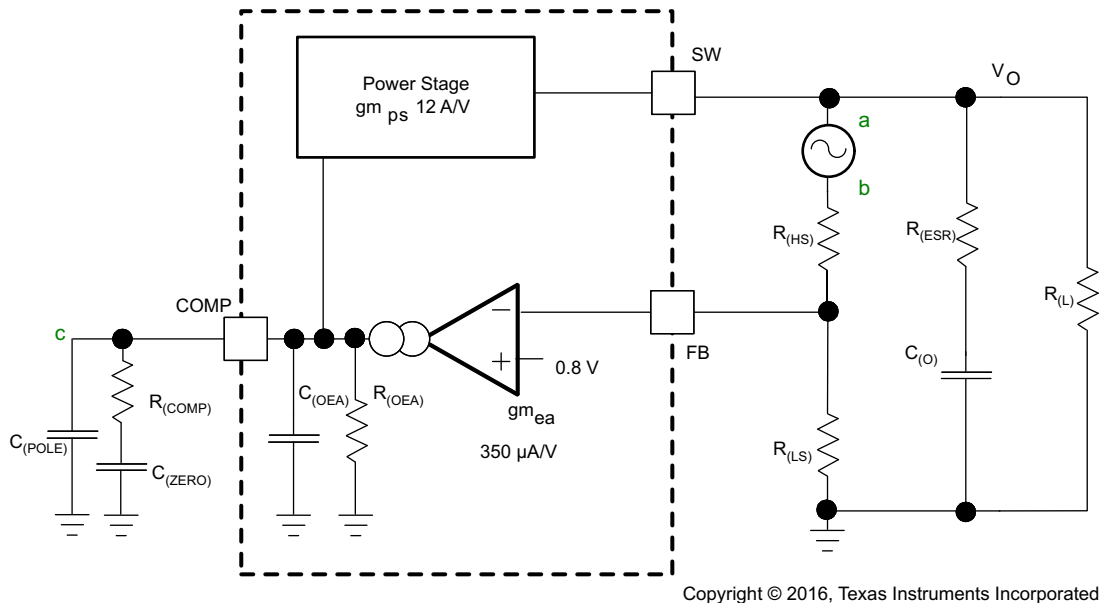 Power Stage
gm ps 12 A/V
SW
V O
a
b
R(HS)
R(ESR)
R(L)
COMP
c
FB
0.8 V
R(COMP)
C(OEA)
R(OEA)
C(O)
gm ea
C(POLE)
C(ZERO)
350 µA/V
R(LS)
Copyright © 2016, Texas Instruments Incorporated